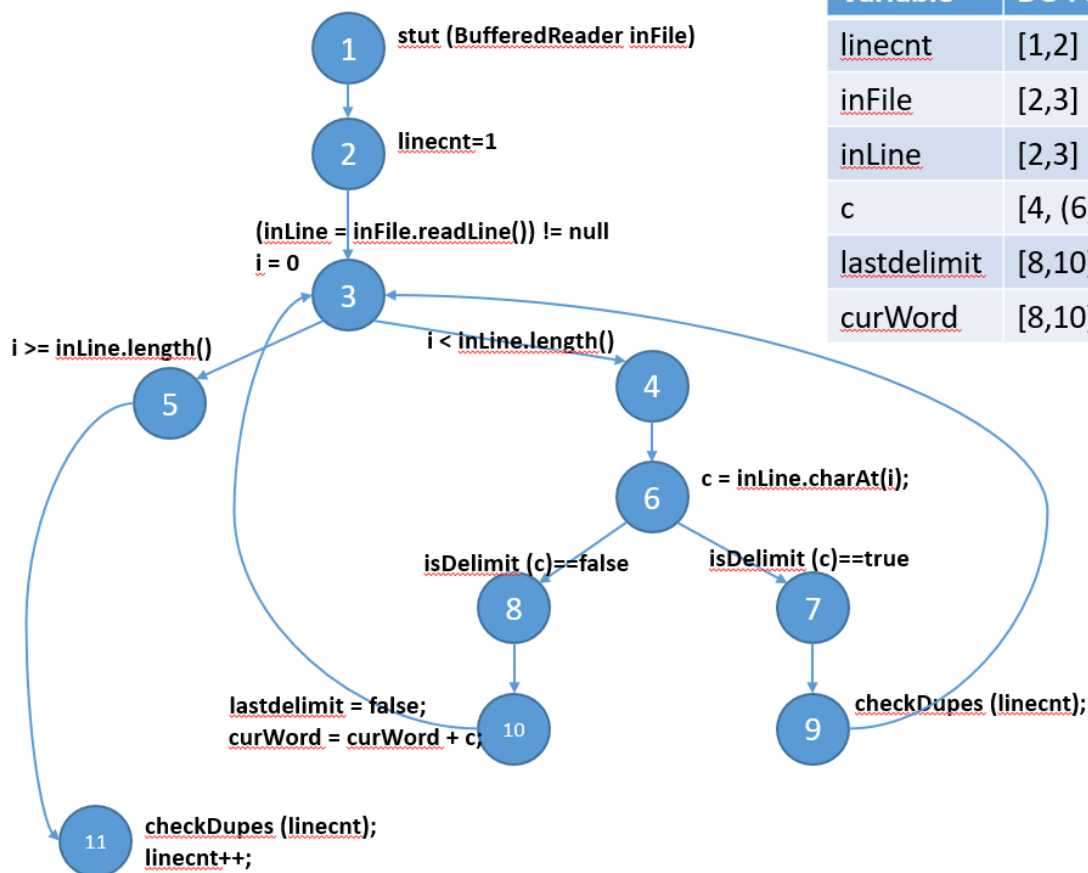 1
stut (BufferedReader inFile)
2
linecnt=1
(inLine = inFile.readLine()) != null
i = 0
3
i >= inLine.length()
i < inLine.length()
5
4
6
c = inLine.charAt(i);
isDelimit (c)==false
isDelimit (c)==true
8
7
lastdelimit = false;
curWord = curWord + c;
10
9
checkDupes (linecnt);
11
checkDupes (linecnt);
linecnt++;
linecnt [1,2]
inFile [2,3]
inLine [2,3]
c [4, (6
lastdelimit [8,10
curWord [8,10